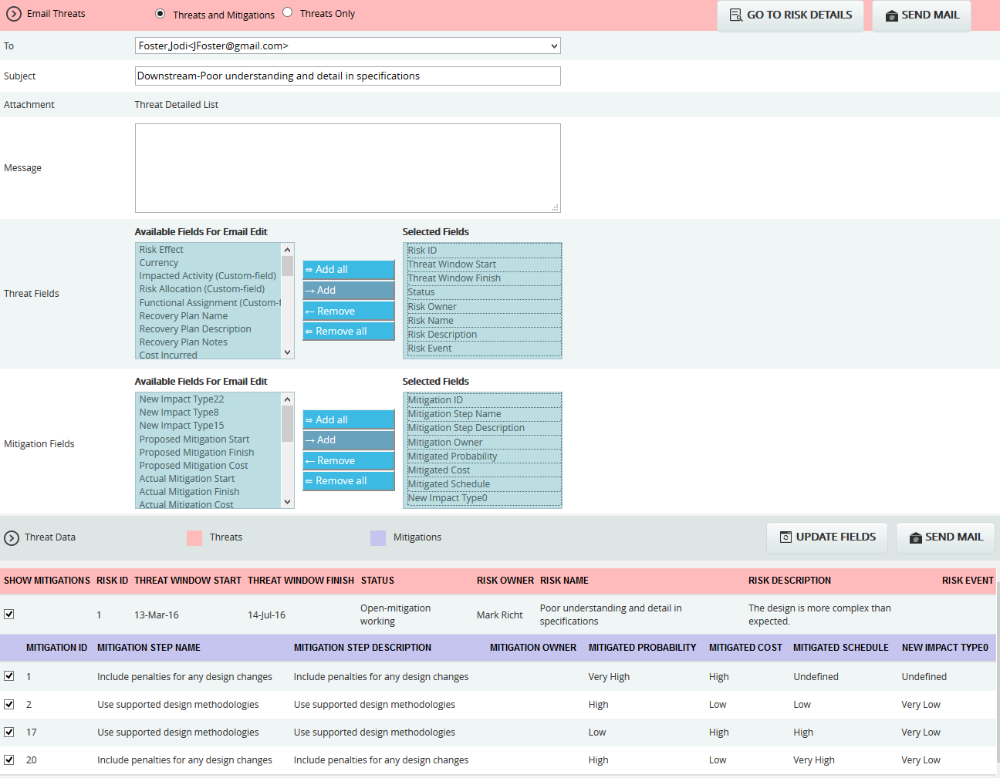 Email Threats
Threats and Mitigations
Threats Only
GO TO RISK DETAILS
SEND MAIL
To
Foster,Jodi<JFoster@gmail.com>
Subject
Downstream-Poor understanding and detail in specifications
Attachment
Threat Detailed List
Message
Threat Fields
Available Fields For Email Edit
Risk Effect
Currency
Impacted Activity (Custom-field)
Risk Allocation (Custom-field)
Functional Assignment (Custom-f
Recovery Plan Name
Recovery Plan Description
Recovery Plan Notes
Cost Incurred
⇒ Add all
→ Add
← Remove
⇐ Remove all
Selected Fields
Risk ID
Threat Window Start
Threat Window Finish
Status
Risk Owner
Risk Name
Risk Description
Risk Event
Mitigation Fields
Available Fields For Email Edit
New Impact Type22
New Impact Type8
New Impact Type15
Proposed Mitigation Start
Proposed Mitigation Finish
Proposed Mitigation Cost
Actual Mitigation Start
Actual Mitigation Finish
Actual Mitigation Cost
⇒ Add all
→ Add
← Remove
⇐ Remove all
Selected Fields
Mitigation ID
Mitigation Step Name
Mitigation Step Description
Mitigation Owner
Mitigated Probability
Mitigated Cost
Mitigated Schedule
New Impact Type0
Threat Data
Threats
Mitigations
UPDATE FIELDS
SEND MAIL
SHOW MITIGATIONS RISK ID THREAT WINDOW START THREAT WINDOW FINISH STATUS RISK OWNER RISK NAME RISK DESCRIPTION RISK EVENT
1 13-Mar-16 14-Jul-16 Open-mitigation working Mark Richt Poor understanding and detail in specifications The design is more complex than expected.
MITIGATION ID MITIGATION STEP NAME MITIGATION STEP DESCRIPTION MITIGATION OWNER MITIGATED PROBABILITY MITIGATED COST MITIGATED SCHEDULE NEW IMPACT TYPE0
1 Include penalties for any design changes Include penalties for any design changes Very High High Undefined Undefined
2 Use supported design methodologies Use supported design methodologies High Low Low Very Low
17 Use supported design methodologies Use supported design methodologies Low High High Very Low
20 Include penalties for any design changes Include penalties for any design changes High Low Very High Very Low